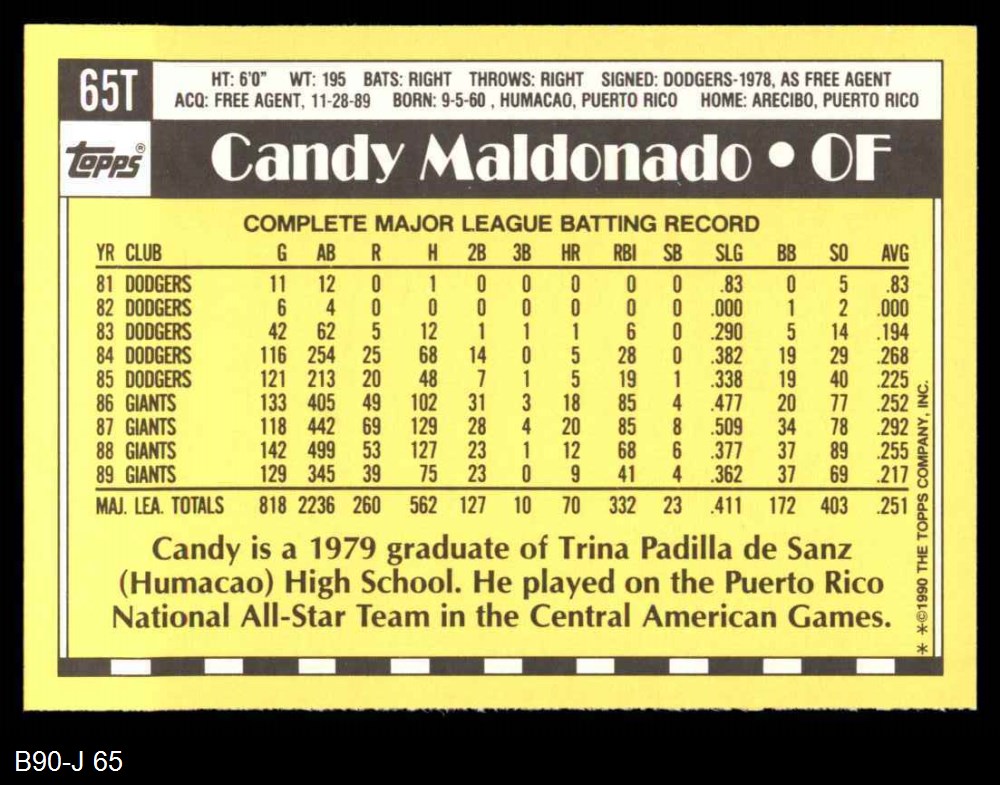 65T
HT: 6'0" WT: 195 BATS: RIGHT THROWS: RIGHT SIGNED: DODGERS-1978, AS FREE AGENT
ACQ: FREE AGENT, 11-28-89 BORN: 9-5-60 , HUMACAO, PUERTO RICO HOME: ARECIBO, PUERTO RICO
TOPPS®
Candy Maldonado • OF
COMPLETE MAJOR LEAGUE BATTING RECORD
YR CLUB G AB R H 2B 3B HR RBI SB SLG BB SO AVG
81 DODGERS 11 12 0 1 0 0 0 0 0 .83 0 5 .83
82 DODGERS 6 4 0 0 0 0 0 0 0 .000 1 2 .000
83 DODGERS 42 62 5 12 1 1 1 6 0 .290 5 14 .194
84 DODGERS 116 254 25 68 14 0 5 28 0 .382 19 29 .268
85 DODGERS 121 213 20 48 7 1 5 19 1 .338 19 40 .225
86 GIANTS 133 405 49 102 31 3 18 85 4 .477 20 77 .252
87 GIANTS 118 442 69 129 28 4 20 85 8 .509 34 78 .292
88 GIANTS 142 499 53 127 23 1 12 68 6 .377 37 89 .255
89 GIANTS 129 345 39 75 23 0 9 41 4 .362 37 69 .217
MAJ. LEA. TOTALS 818 2236 260 562 127 10 70 332 23 .411 172 403 .251
Candy is a 1979 graduate of Trina Padilla de Sanz
(Humacao) High School. He played on the Puerto Rico
National All-Star Team in the Central American Games.
* *©1990 THE TOPPS COMPANY, INC.
B90-J 65